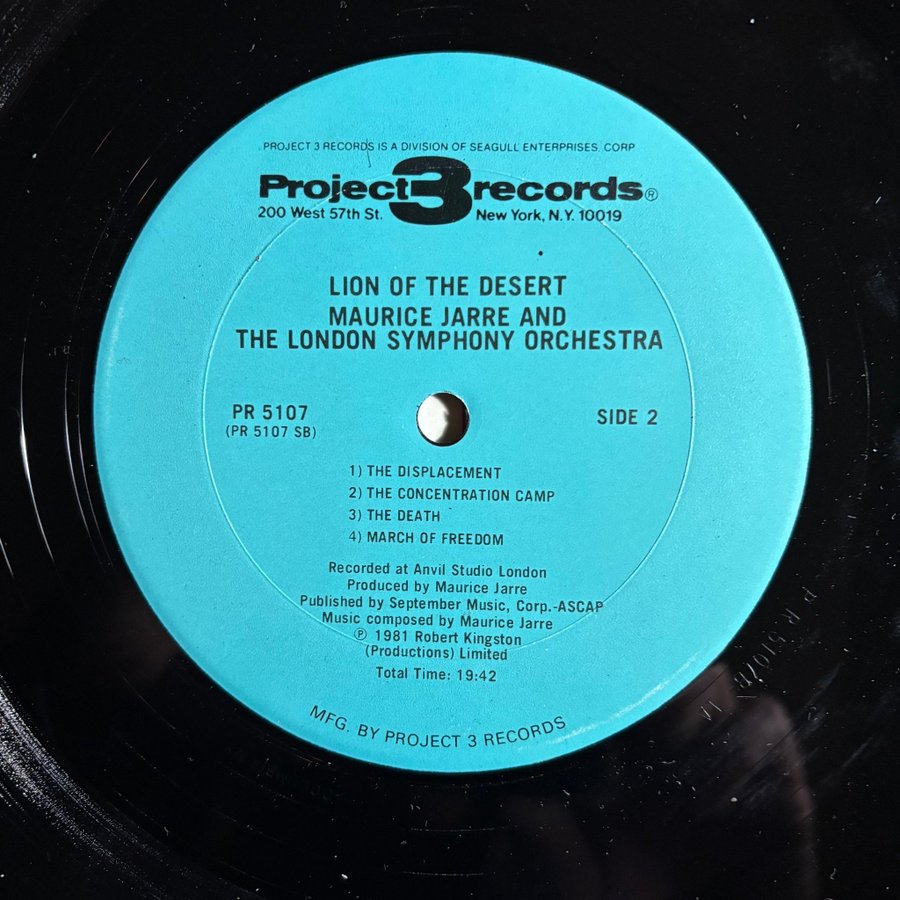 PROJECT 3 RECORDS IS A DIVISION OF SEAGULL ENTERPRISES, CORP
Project 3 records®
200 West 57th St. New York, N.Y. 10019
LION OF THE DESERT
MAURICE JARRE AND
THE LONDON SYMPHONY ORCHESTRA
PR 5107
(PR 5107 SB)
SIDE 2
1) THE DISPLACEMENT
2) THE CONCENTRATION CAMP
3) THE DEATH
4) MARCH OF FREEDOM
Recorded at Anvil Studio London
Produced by Maurice Jarre
Published by September Music, Corp.-ASCAP
Music composed by Maurice Jarre
℗ 1981 Robert Kingston
(Productions) Limited
Total Time: 19:42
MFG. BY PROJECT 3 RECORDS